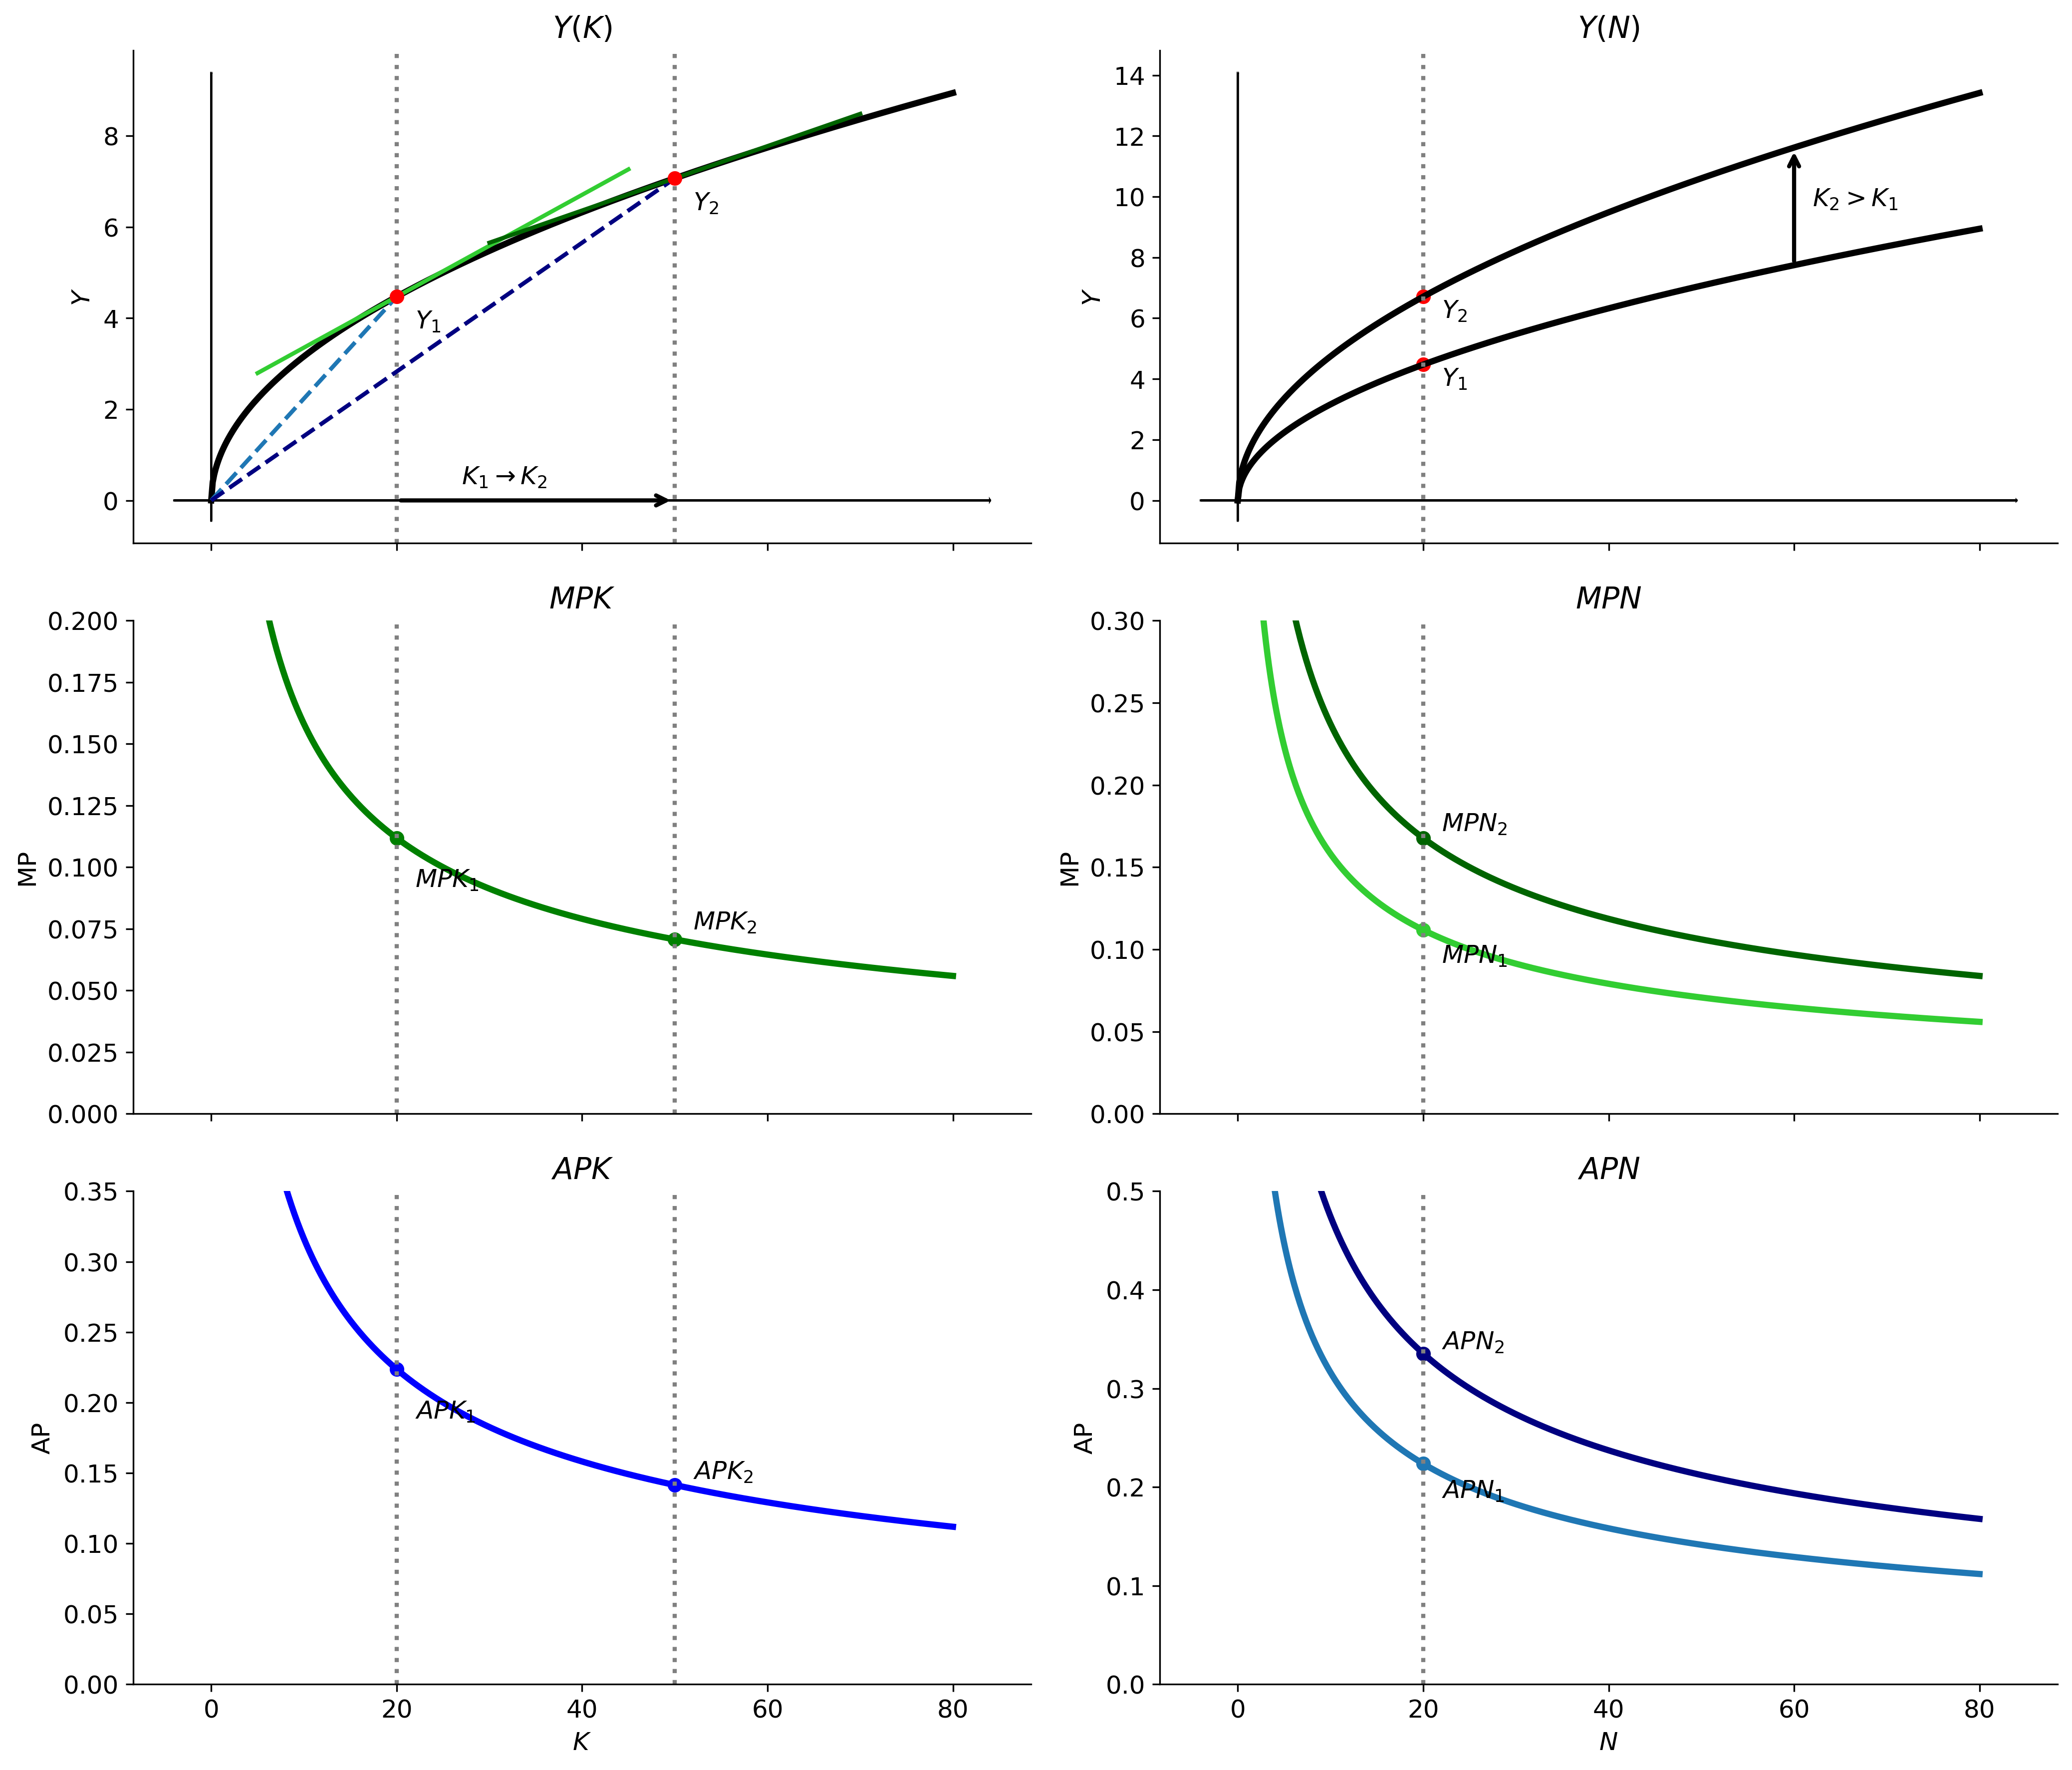 Y(K)
Y
8
6
4
2
0
Y₁
Y₂
K₁ → K₂
Y(N)
Y
14
12
10
8
6
4
2
0
K₂ > K₁
Y₂
Y₁
MPK
MP
0.200
0.175
0.150
0.125
0.100
0.075
0.050
0.025
0.000
MPK₁
MPK₂
MPN
MP
0.30
0.25
0.20
0.15
0.10
0.05
0.00
MPN₂
MPN₁
APK
AP
0.35
0.30
0.25
0.20
0.15
0.10
0.05
0.00
APK₁
APK₂
0 20 40 60 80
K
APN
AP
0.5
0.4
0.3
0.2
0.1
0.0
APN₂
APN₁
0 20 40 60 80
N